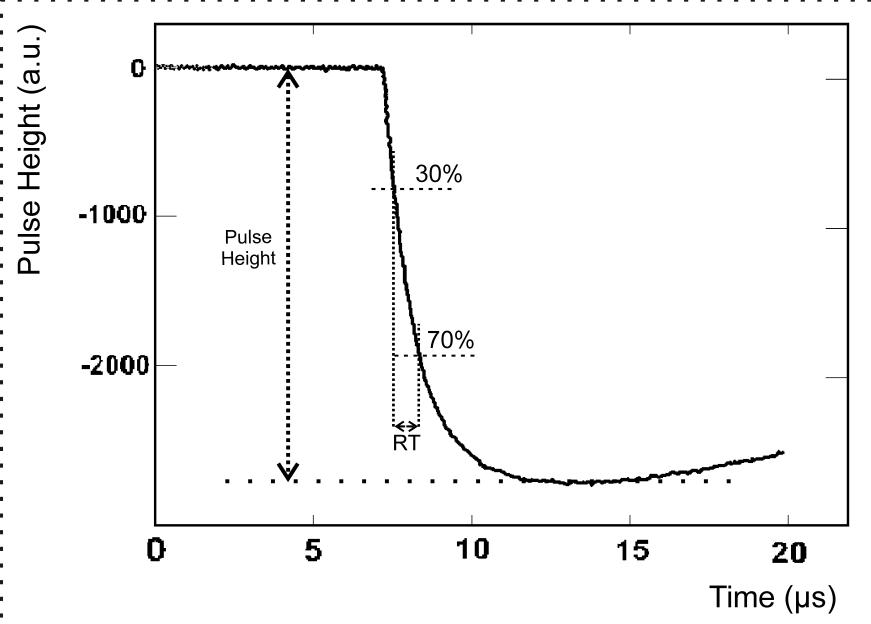 Pulse Height (a.u.)
0
-1000
-2000
Pulse
Height
30%
70%
RT
0 5 10 15 20
Time (µs)